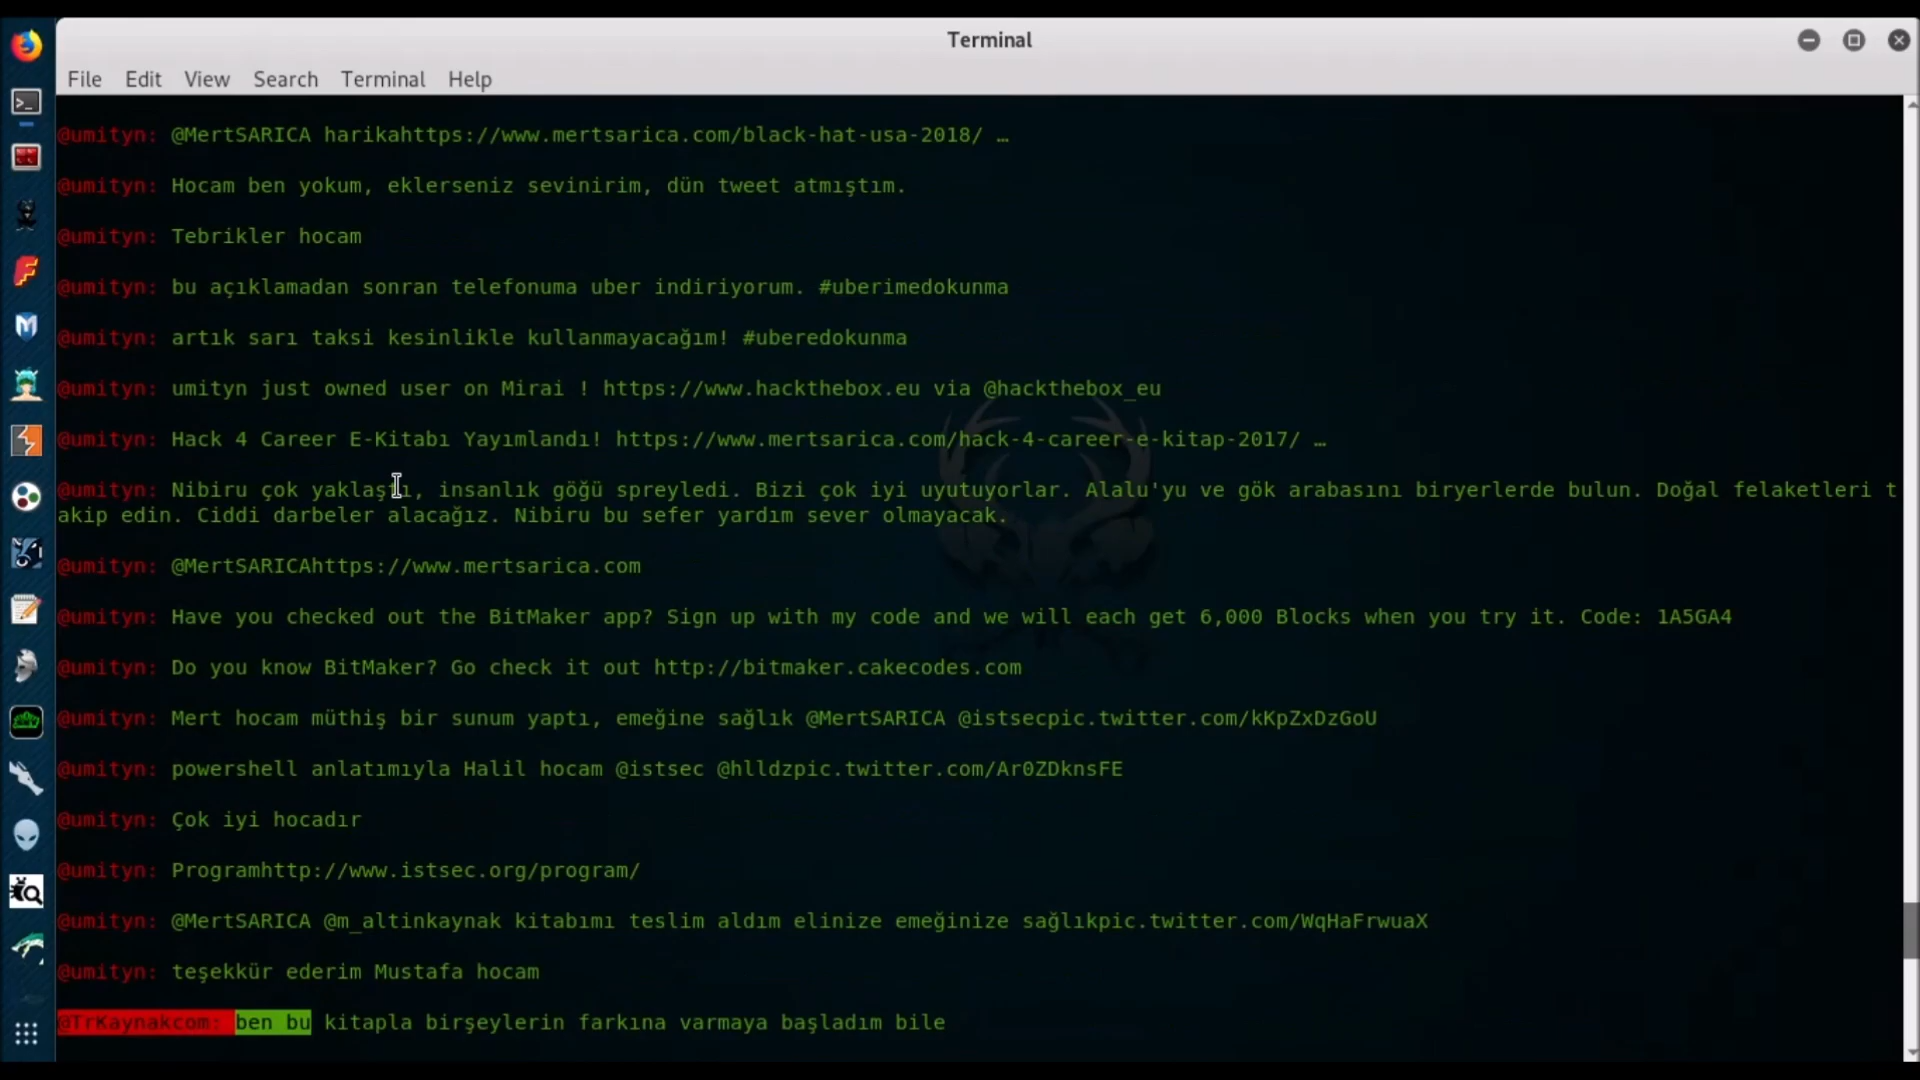 Terminal
File Edit View Search Terminal Help
@umityn: @MertSARICA harikahttps://www.mertsarica.com/black-hat-usa-2018/ …
@umityn: Hocam ben yokum, eklerseniz sevinirim, dün tweet atmıştım.
@umityn: Tebrikler hocam
@umityn: bu açıklamadan sonran telefonuma uber indiriyorum. #uberimedokunma
@umityn: artık sarı taksi kesinlikle kullanmayacağım! #uberedokunma
@umityn: umityn just owned user on Mirai ! https://www.hackthebox.eu via @hackthebox_eu
@umityn: Hack 4 Career E-Kitabı Yayımlandı! https://www.mertsarica.com/hack-4-career-e-kitap-2017/ …
@umityn: Nibiru çok yaklaştı, insanlık göğü spreyledi. Bizi çok iyi uyutuyorlar. Alalu'yu ve gök arabasını biryerlerde bulun. Doğal felaketleri t
akip edin. Ciddi darbeler alacağız. Nibiru bu sefer yardım sever olmayacak.
@umityn: @MertSARICAhttps://www.mertsarica.com
@umityn: Have you checked out the BitMaker app? Sign up with my code and we will each get 6,000 Blocks when you try it. Code: 1A5GA4
@umityn: Do you know BitMaker? Go check it out http://bitmaker.cakecodes.com
@umityn: Mert hocam müthiş bir sunum yaptı, emeğine sağlık @MertSARICA @istsecpic.twitter.com/kKpZxDzGoU
@umityn: powershell anlatımıyla Halil hocam @istsec @hlldzpic.twitter.com/Ar0ZDknsFE
@umityn: Çok iyi hocadır
@umityn: Programhttp://www.istsec.org/program/
@umityn: @MertSARICA @m_altinkaynak kitabımı teslim aldım elinize emeğinize sağlıkpic.twitter.com/WqHaFrwuaX
@umityn: teşekkür ederim Mustafa hocam
@TrKaynakcom: ben bu kitapla birşeylerin farkına varmaya başladım bile